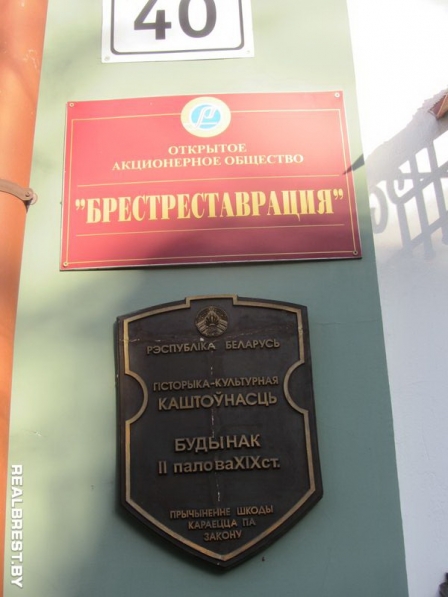 40
ОТКРЫТОЕ
АКЦИОНЕРНОЕ ОБЩЕСТВО
"БРЕСТРЕСТАВРАЦИЯ"
РЭСПУБЛІКА БЕЛАРУСЬ
ГІСТОРЫКА-КУЛЬТУРНАЯ
КАШТОЎНАСЦЬ
БУДЫНАК
II паловаXIXст.
ПРЫЧЫНЕННЕ ШКОДЫ
КАРАЕЦЦА ПА
ЗАКОНУ
REALBREST.BY